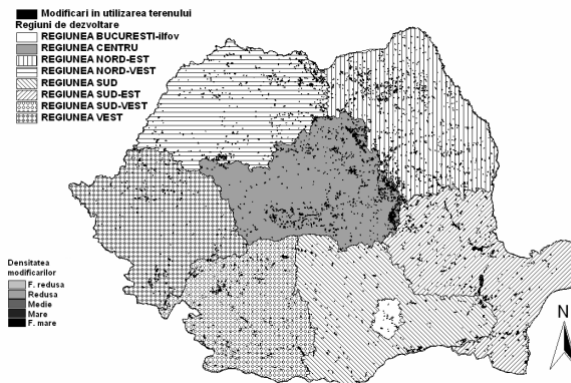 Modificari in utilizarea terenului
Regiuni de dezvoltare
REGIUNEA BUCURESTI-ilfov
REGIUNEA CENTRU
REGIUNEA NORD-EST
REGIUNEA NORD-VEST
REGIUNEA SUD
REGIUNEA SUD-EST
REGIUNEA SUD-VEST
REGIUNEA VEST
Densitatea
modificarilor
F. redusa
Redusa
Medie
Mare
F. mare
N